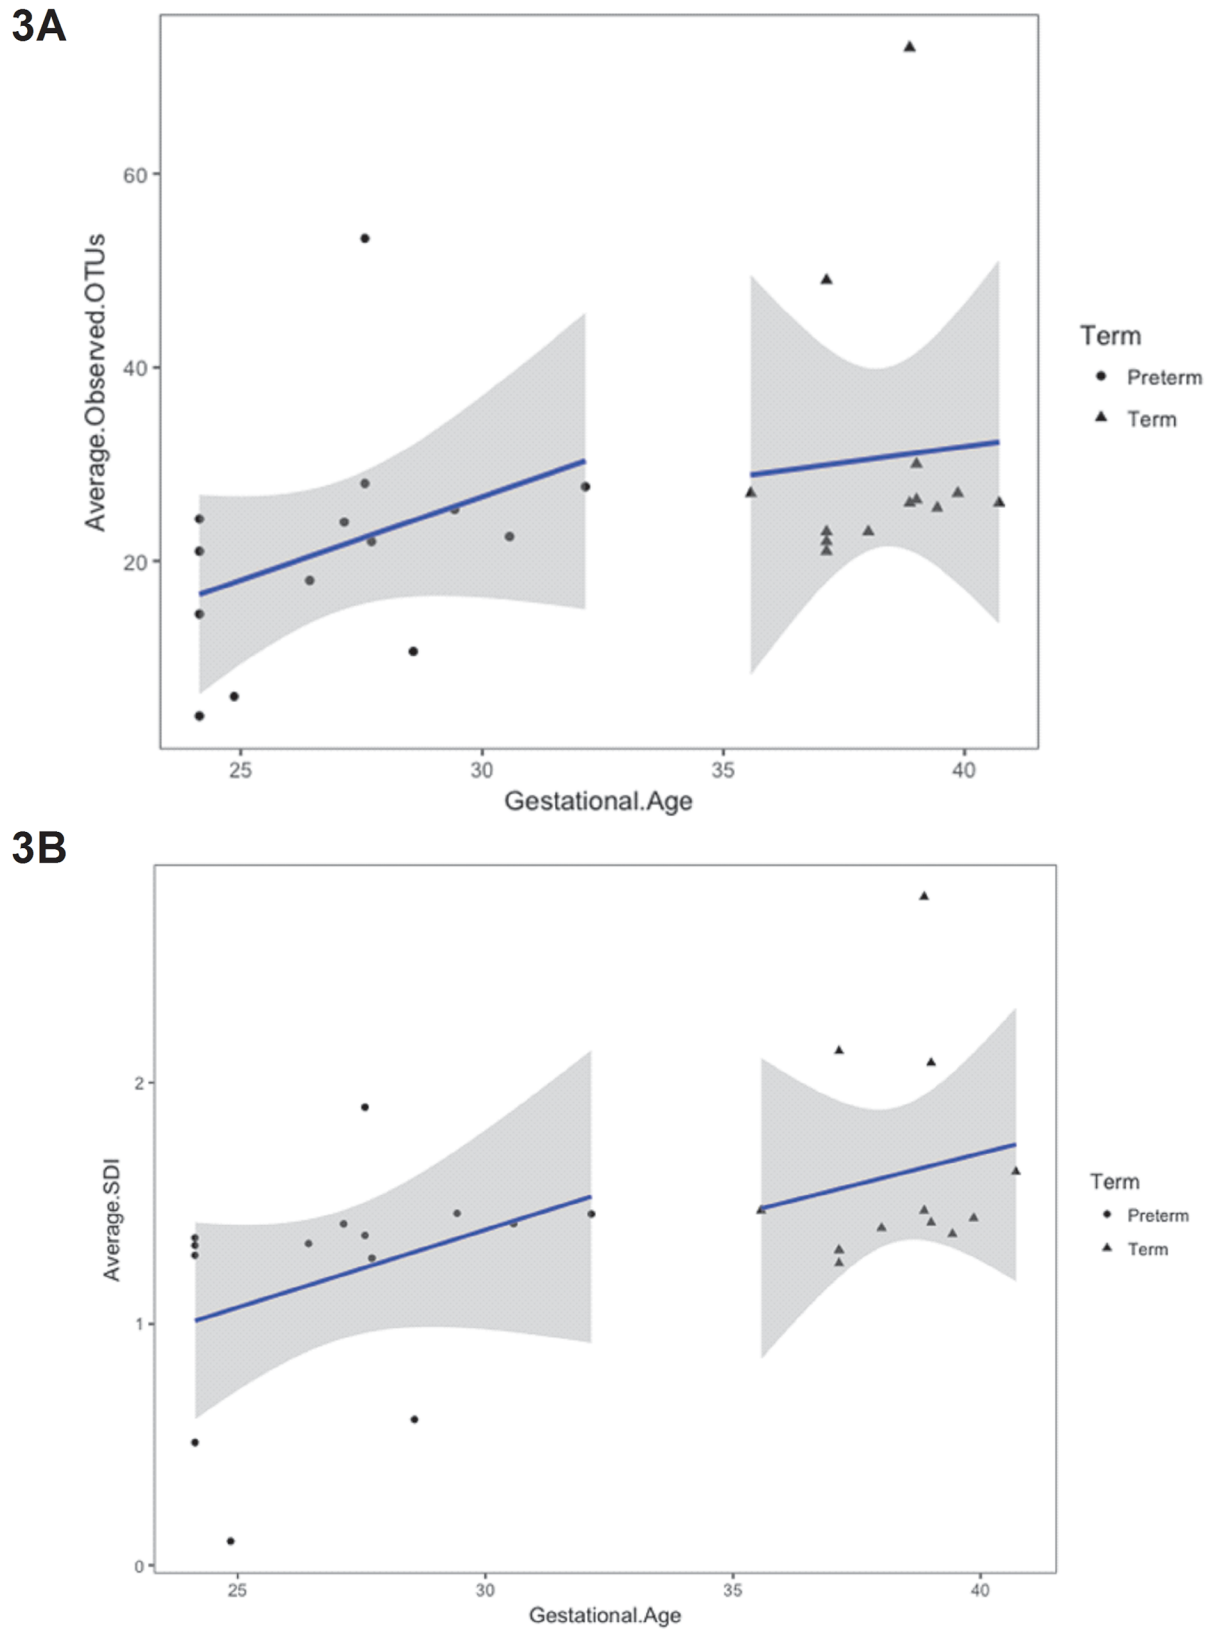 3A
60
40
20
Average.Observed.OTUs
25 30 35 40
Gestational.Age
Term
Preterm
Term
3B
2
1
0
Average.SDI
25 30 35 40
Gestational.Age
Term
Preterm
Term